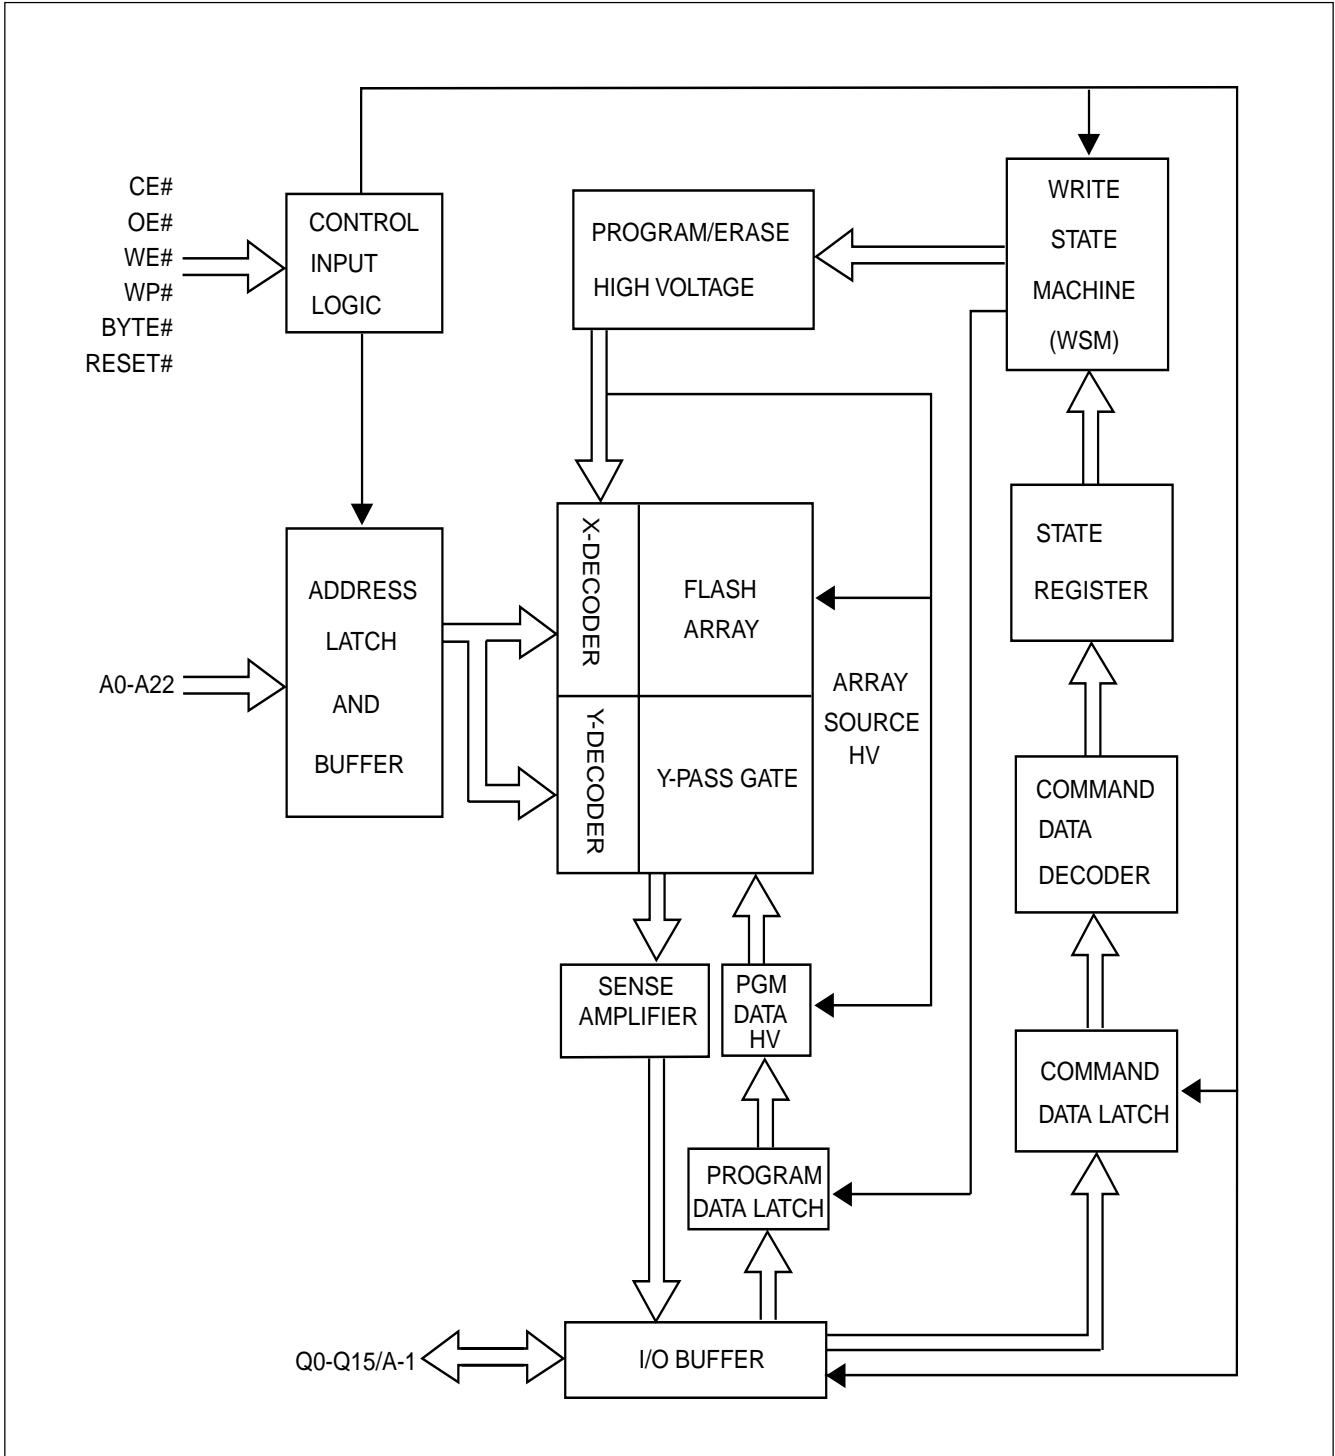 CE#
OE#
WE#
WP#
BYTE#
RESET#
CONTROL
INPUT
LOGIC
PROGRAM/ERASE
HIGH VOLTAGE
WRITE
STATE
MACHINE
(WSM)
A0-A22
ADDRESS
LATCH
AND
BUFFER
X-DECODER
FLASH
ARRAY
Y-DECODER
Y-PASS GATE
ARRAY
SOURCE
HV
STATE
REGISTER
COMMAND
DATA
DECODER
SENSE
AMPLIFIER
PGM
DATA
HV
COMMAND
DATA LATCH
PROGRAM
DATA LATCH
Q0-Q15/A-1
I/O BUFFER